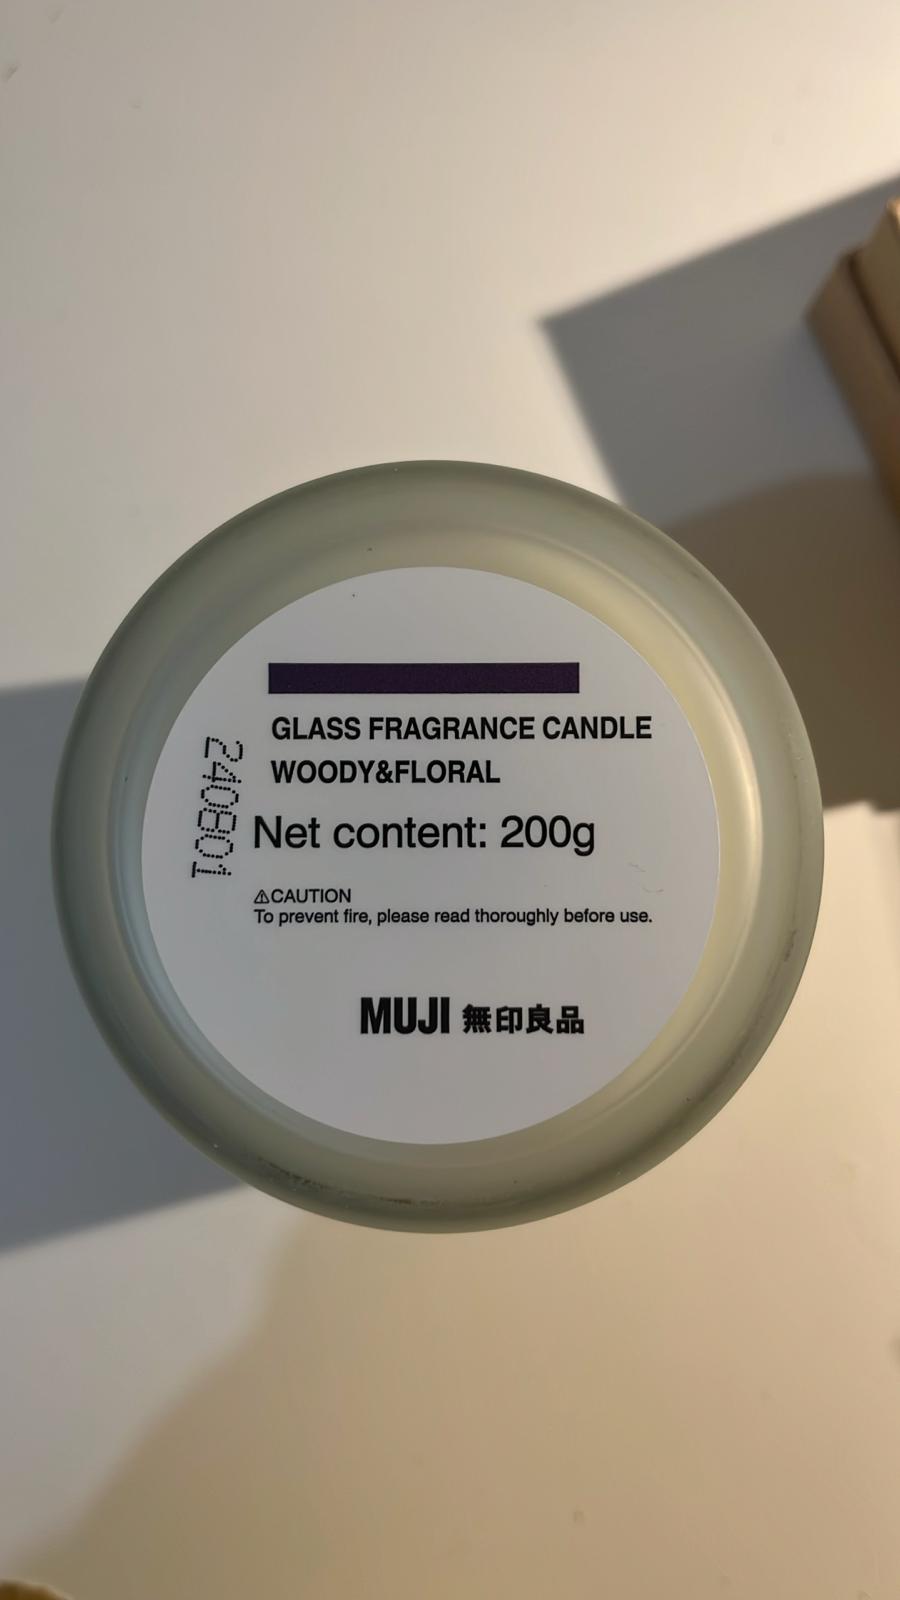 GLASS FRAGRANCE CANDLE
WOODY&FLORAL
240801
Net content: 200g
⚠CAUTION
To prevent fire, please read thoroughly before use.
MUJI 無印良品